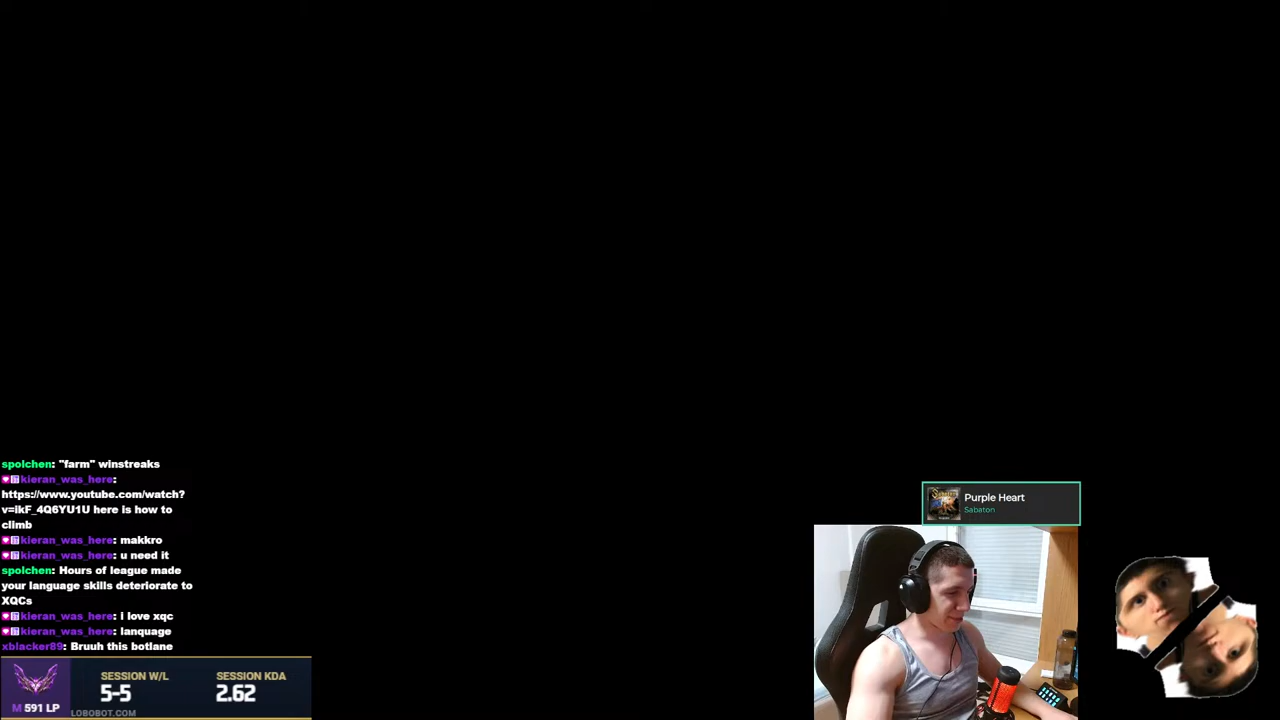 spolchen: "farm" winstreaks
kieran_was_here:
https://www.youtube.com/watch?
v=ikF_4Q6YU1U here is how to
climb
kieran_was_here: makkro
kieran_was_here: u need it
spolchen: Hours of league made
your language skills deteriorate to
XQCs
kieran_was_here: i love xqc
kieran_was_here: lanquage
xblacker89: Bruuh this botlane
SESSION W/L
SESSION KDA
5-5
2.62
M 591 LP
LOBOBOT.COM
Purple Heart
Sabaton